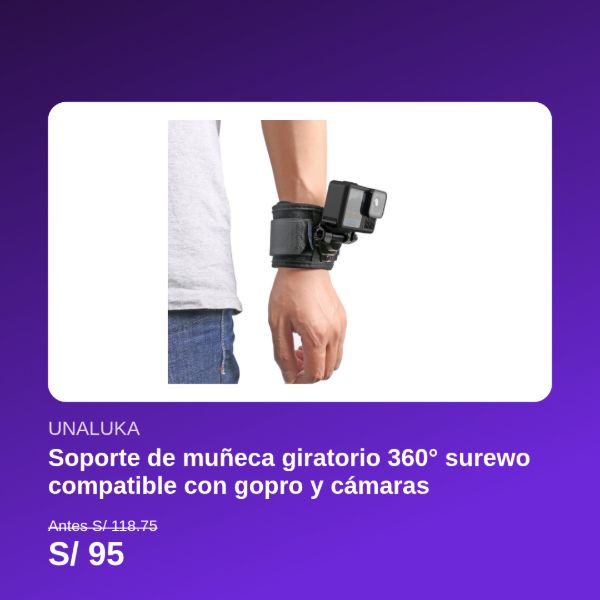 UNALUKA
Soporte de muñeca giratorio 360° surewo
compatible con gopro y cámaras
Antes S/ 118.75
S/ 95